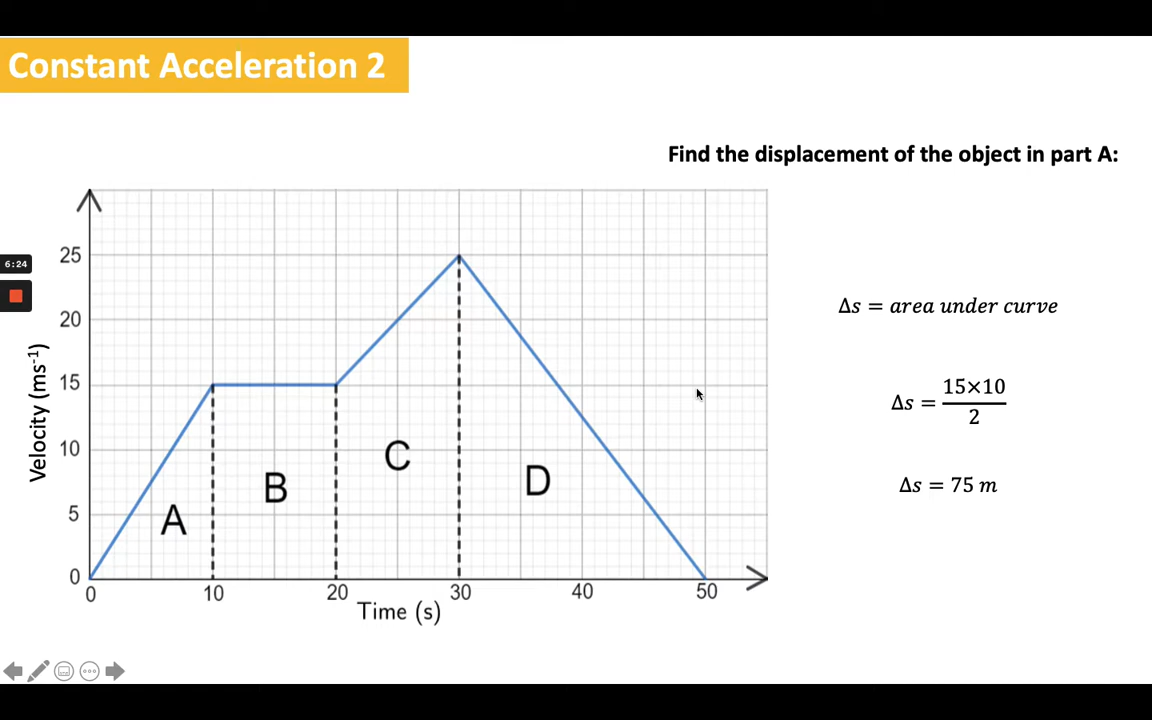 Constant Acceleration 2
Find the displacement of the object in part A:
6:24
25
20
15
10
5
0
Velocity (ms⁻¹)
A
B
C
D
0 10 20 30 40 50
Time (s)
Δs = area under curve
Δs = 15×10/2
Δs = 75 m